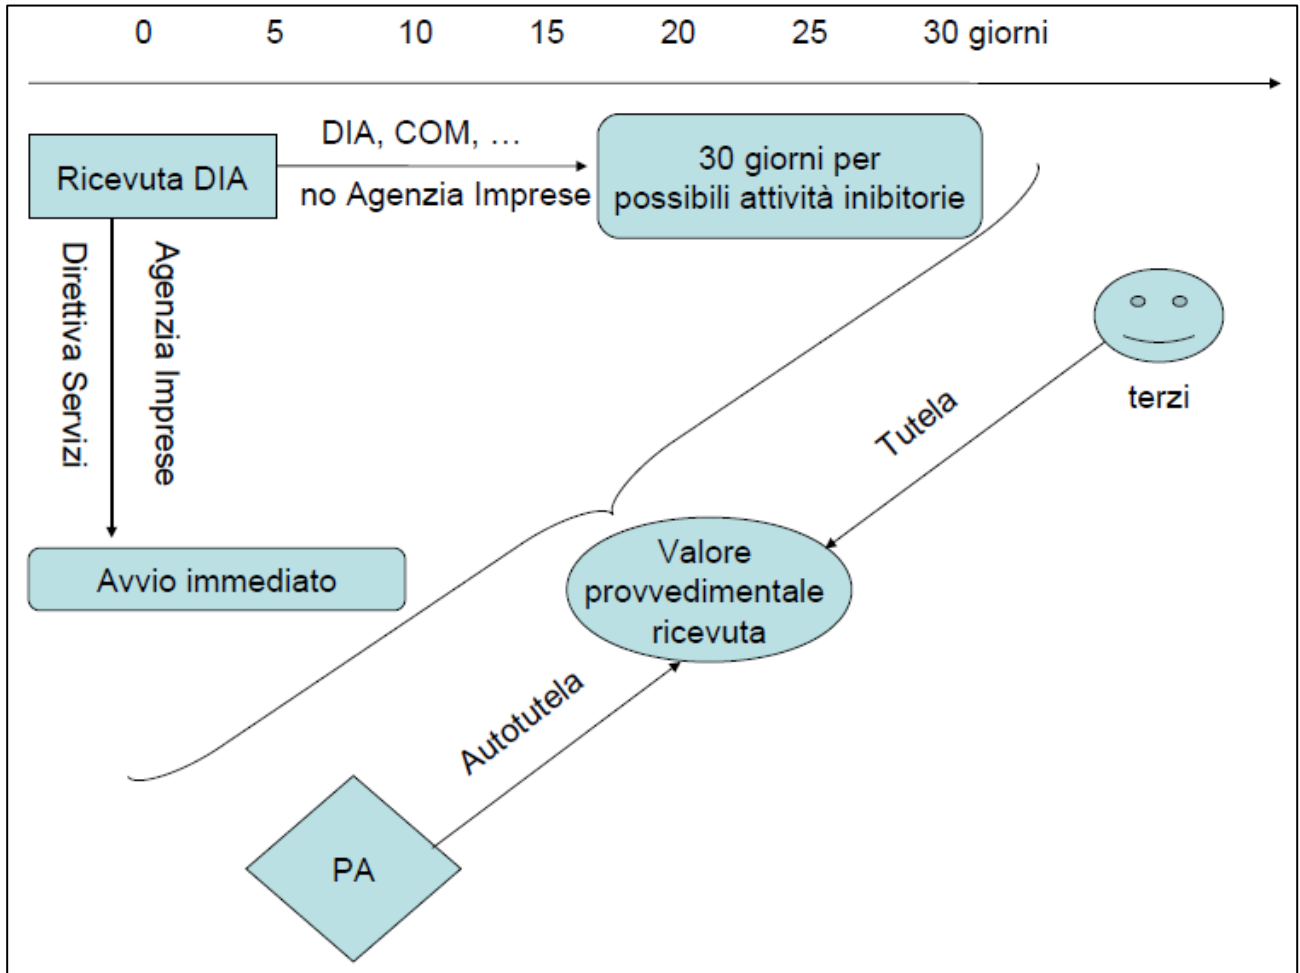 0 5 10 15 20 25 30 giorni
DIA, COM, …
Ricevuta DIA
no Agenzia Imprese
30 giorni per
possibili attività inibitorie
Direttiva Servizi
Agenzia Imprese
terzi
Tutela
Avvio immediato
Valore
provvedimentale
ricevuta
Autotutela
PA